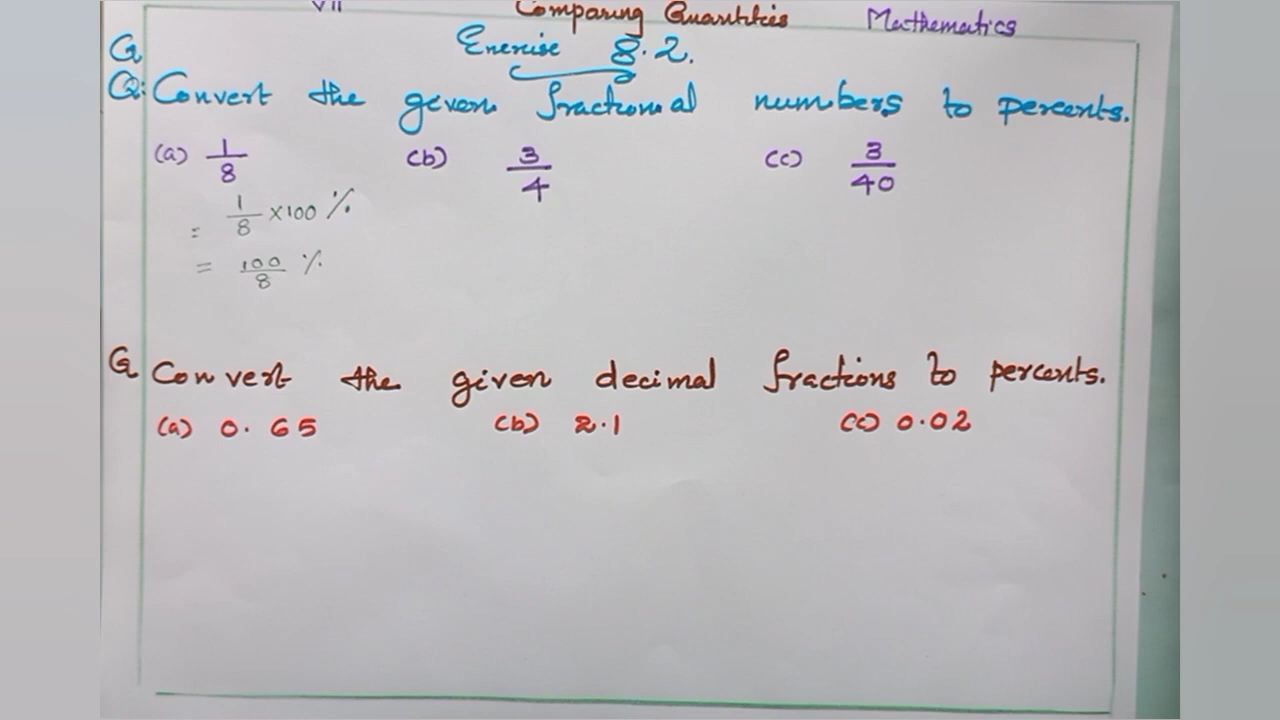 VII Comparing Quantities Mathematics
Q Exercise 8.2.
Q: Convert the given fractional numbers to percents.
(a) 1/8 (b) 3/4 (c) 3/40
= 1/8 ×100 %
= 100/8 %
Q Convert the given decimal fractions to percents.
(a) 0.65 (b) 2.1 (c) 0.02